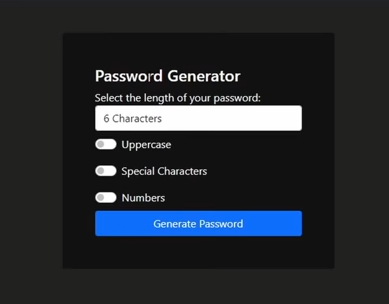 Password Generator
Select the length of your password:
6 Characters
Uppercase
Special Characters
Numbers
Generate Password